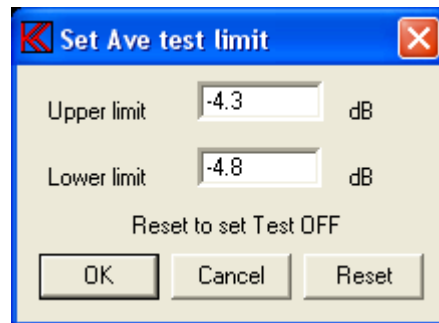 Set Ave test limit
Upper limit -4.3 dB
Lower limit -4.8 dB
Reset to set Test OFF
OK Cancel Reset